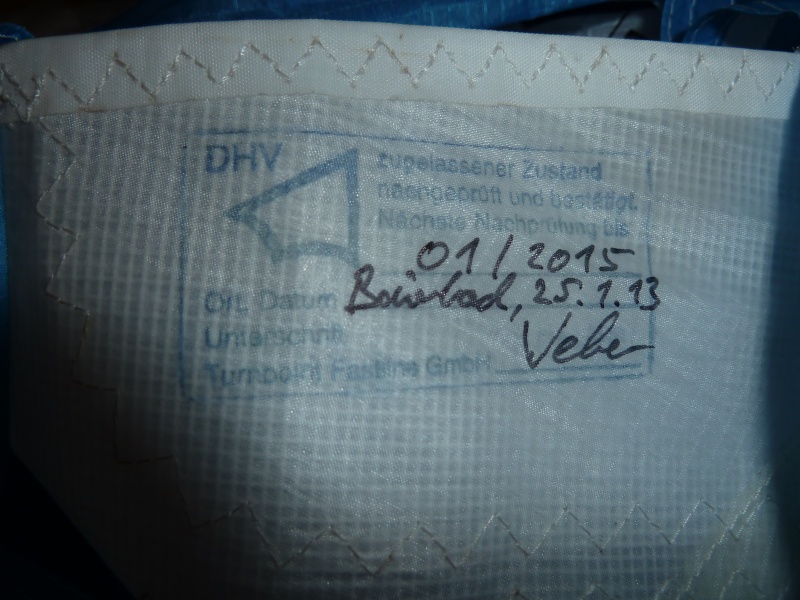 DHV
zugelassener Zustand
nachgeprüft und bestätigt.
Nächste Nachprüfung bis
01/2015
Ort, Datum 25.1.13
Unterschrift Weber
Turnpoint Fastline GmbH